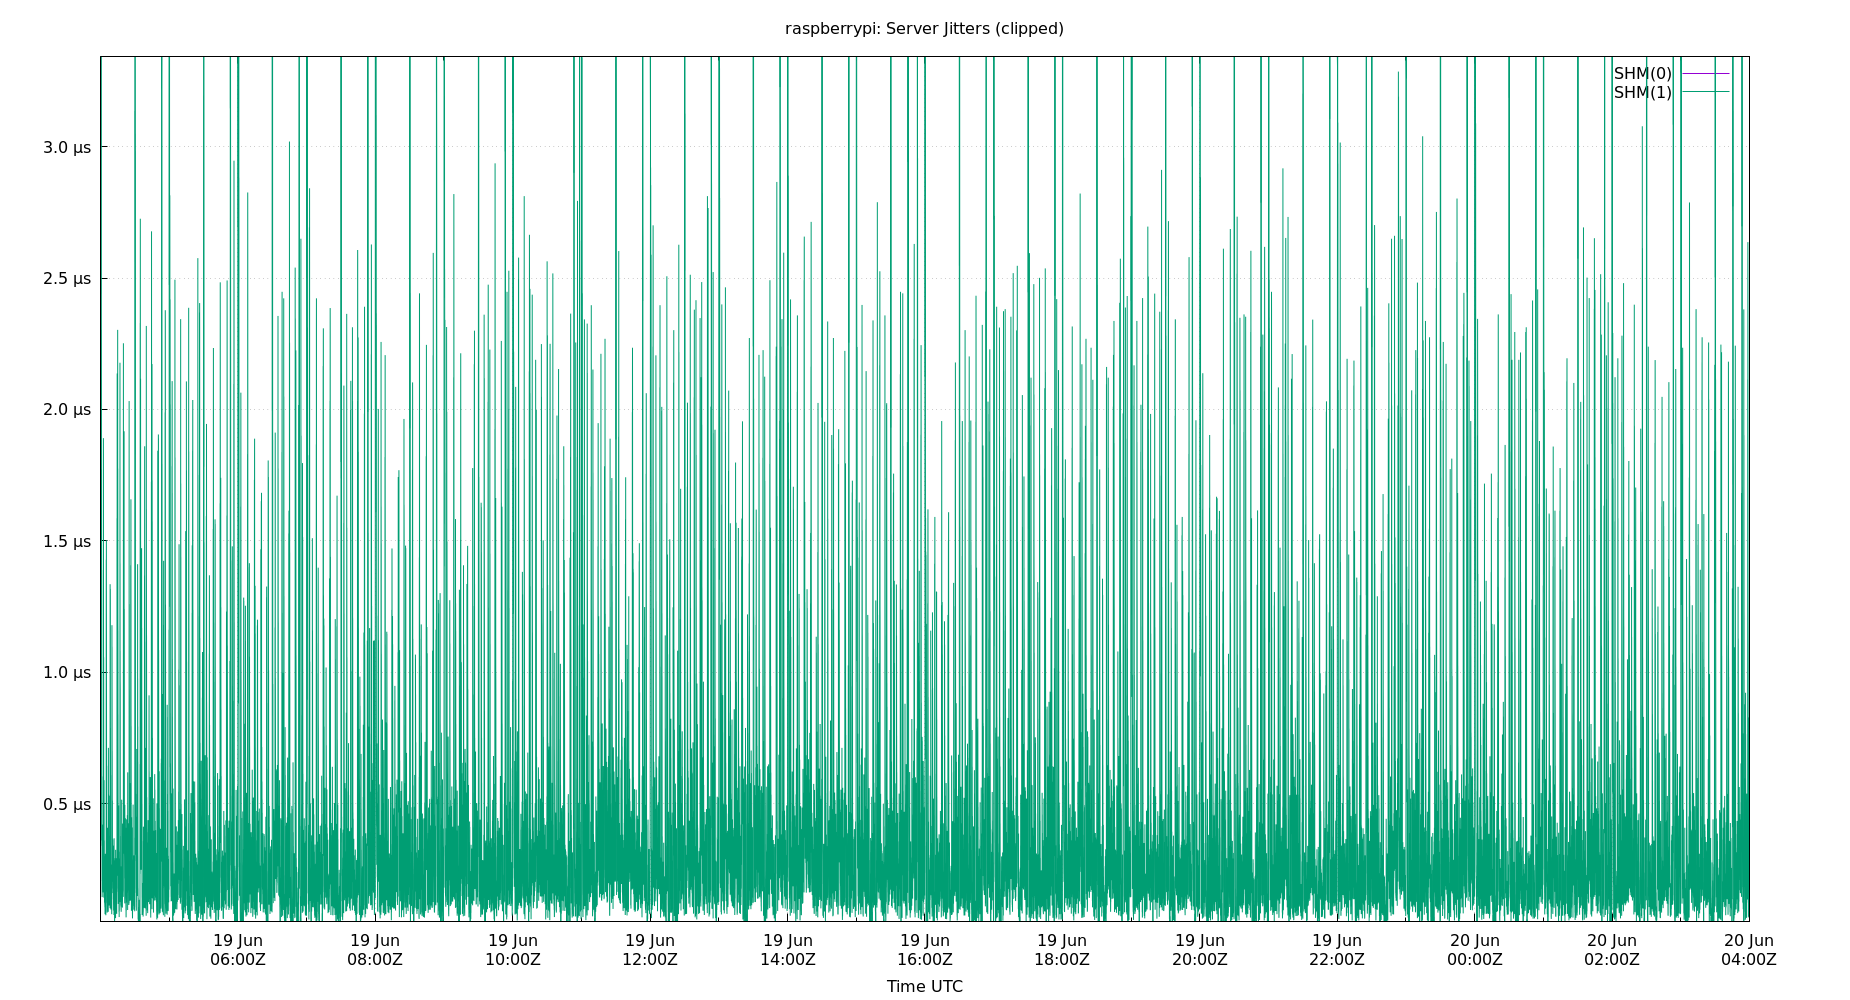 raspberrypi: Server Jitters (clipped)
SHM(0)
SHM(1)
3.0 µs
2.5 µs
2.0 µs
1.5 µs
1.0 µs
0.5 µs
19 Jun 19 Jun 19 Jun 19 Jun 19 Jun 19 Jun 19 Jun 19 Jun 19 Jun 20 Jun 20 Jun 20 Jun
06:00Z 08:00Z 10:00Z 12:00Z 14:00Z 16:00Z 18:00Z 20:00Z 22:00Z 00:00Z 02:00Z 04:00Z
Time UTC